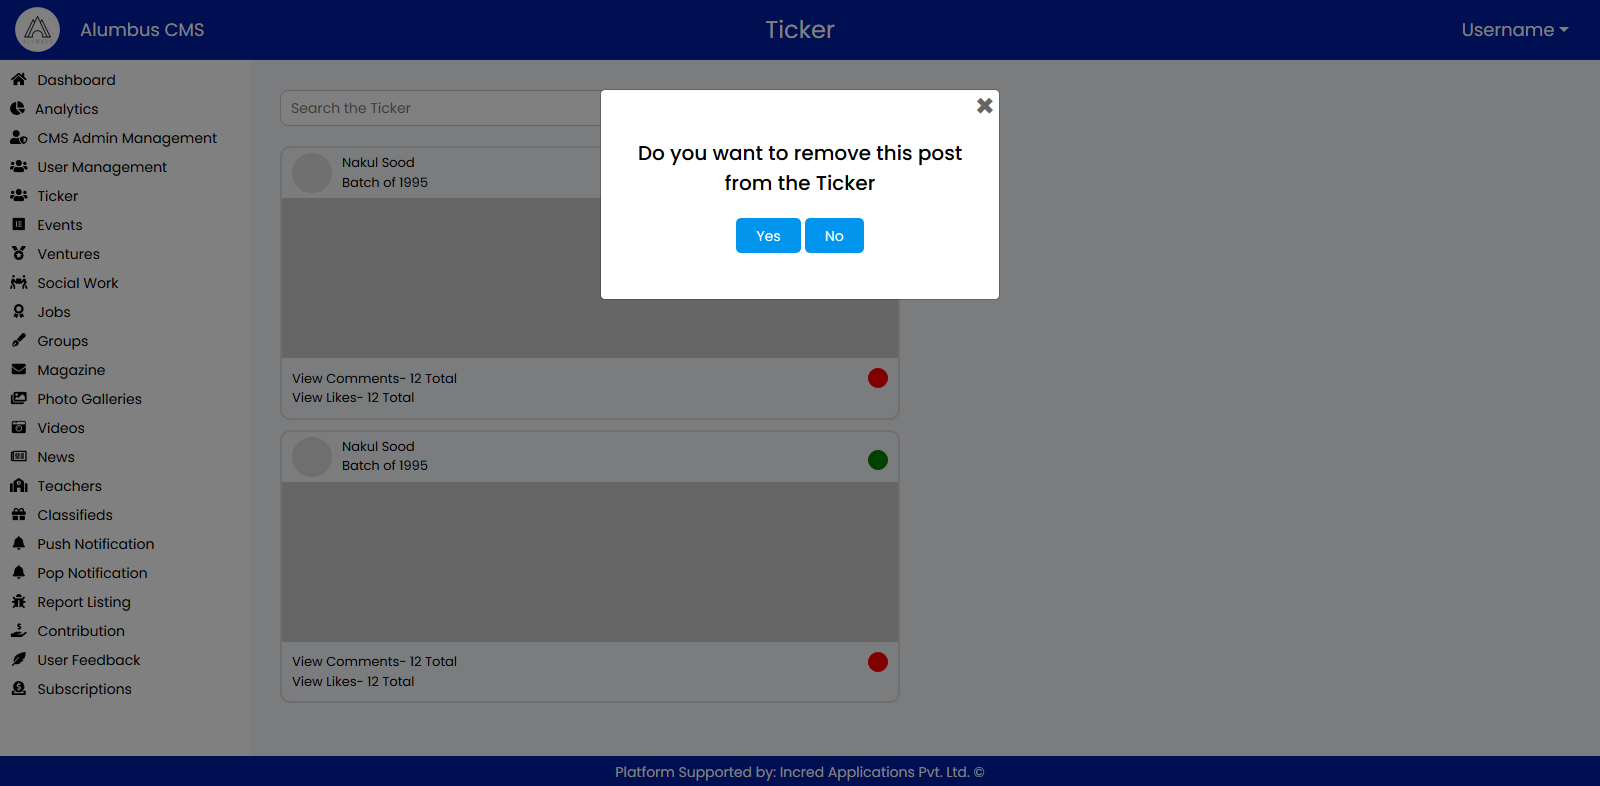 Alumbus CMS
Ticker
Username
Dashboard
Analytics
CMS Admin Management
User Management
Ticker
Events
Ventures
Social Work
Jobs
Groups
Magazine
Photo Galleries
Videos
News
Teachers
Classifieds
Push Notification
Pop Notification
Report Listing
Contribution
User Feedback
Subscriptions
Search the Ticker
Nakul Sood
Batch of 1995
View Comments- 12 Total
View Likes- 12 Total
Nakul Sood
Batch of 1995
View Comments- 12 Total
View Likes- 12 Total
Do you want to remove this post
from the Ticker
Yes
No
Platform Supported by: Incred Applications Pvt. Ltd. ©